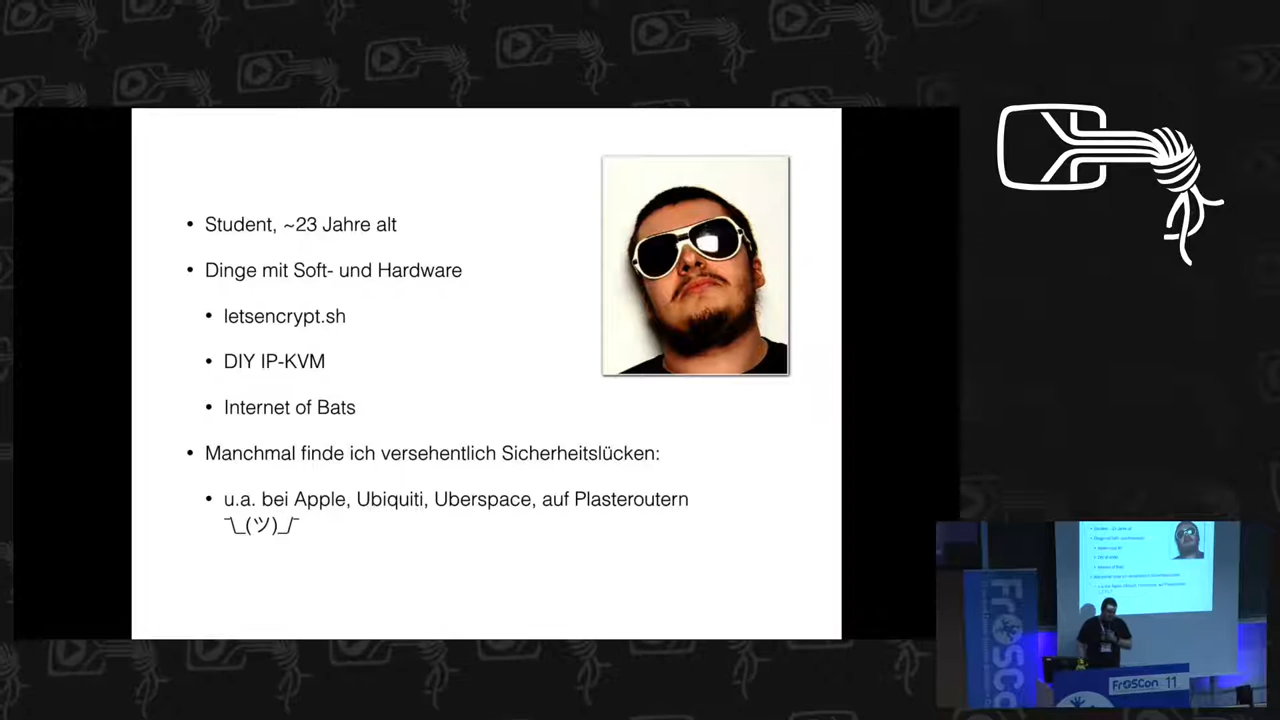 • Student, ~23 Jahre alt
• Dinge mit Soft- und Hardware
• letsencrypt.sh
• DIY IP-KVM
• Internet of Bats
• Manchmal finde ich versehentlich Sicherheitslücken:
• u.a. bei Apple, Ubiquiti, Uberspace, auf Plasteroutern
¯\_(ツ)_/¯
FrOSCon
FrOSCon 11